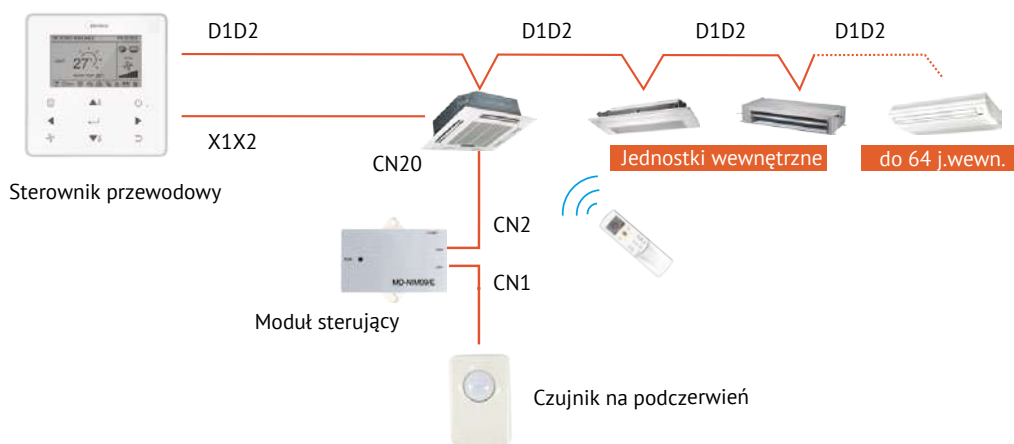 D1D2
D1D2
D1D2
D1D2
27
X1X2
CN20
Jednostki wewnętrzne
do 64 j.wewn.
Sterownik przewodowy
CN2
MD-NIM09/E
CN1
Moduł sterujący
Czujnik na podczerwień